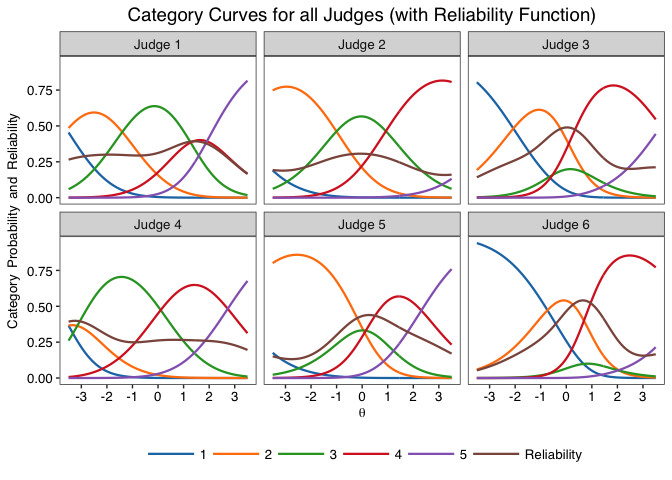 Category Curves for all Judges (with Reliability Function)
Judge 1 Judge 2 Judge 3
0.75
0.50
0.25
0.00
Judge 4 Judge 5 Judge 6
0.75
0.50
0.25
0.00
-3 -2 -1 0 1 2 3 -3 -2 -1 0 1 2 3 -3 -2 -1 0 1 2 3
Category Probability and Reliability
θ
1 2 3 4 5 Reliability